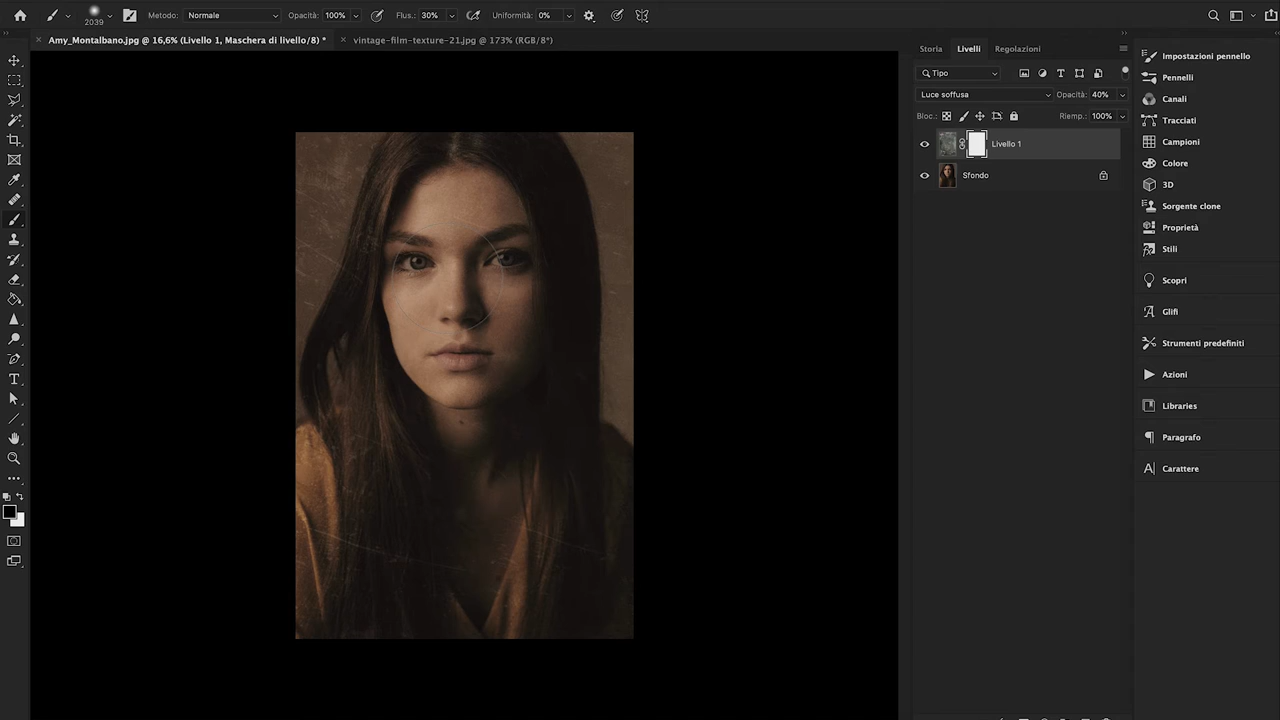 2039
Metodo: Normale Opacità: 100% Flus.: 30% Uniformità: 0%
Amy_Montalbano.jpg @ 16,6% (Livello 1, Maschera di livello/8) *
vintage-film-texture-21.jpg @ 173% (RGB/8*)
Storia Livelli Regolazioni
Tipo
Luce soffusa Opacità: 40%
Bloc.: Riemp.: 100%
Livello 1
Sfondo
Impostazioni pennello
Pennelli
Canali
Tracciati
Campioni
Colore
3D
Sorgente clone
Proprietà
Stili
Scopri
Glifi
Strumenti predefiniti
Azioni
Libraries
Paragrafo
Carattere